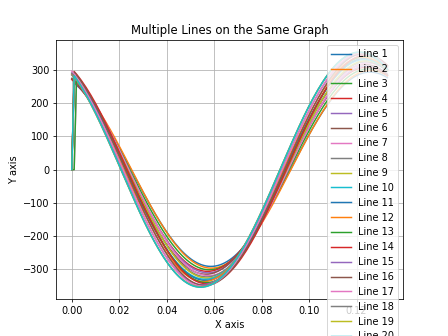 Multiple Lines on the Same Graph
300
200
100
0
−100
−200
−300
Y axis
0.00
0.02
0.04
0.06
0.08
0.10
X axis
Line 1
Line 2
Line 3
Line 4
Line 5
Line 6
Line 7
Line 8
Line 9
Line 10
Line 11
Line 12
Line 13
Line 14
Line 15
Line 16
Line 17
Line 18
Line 19
Line 20